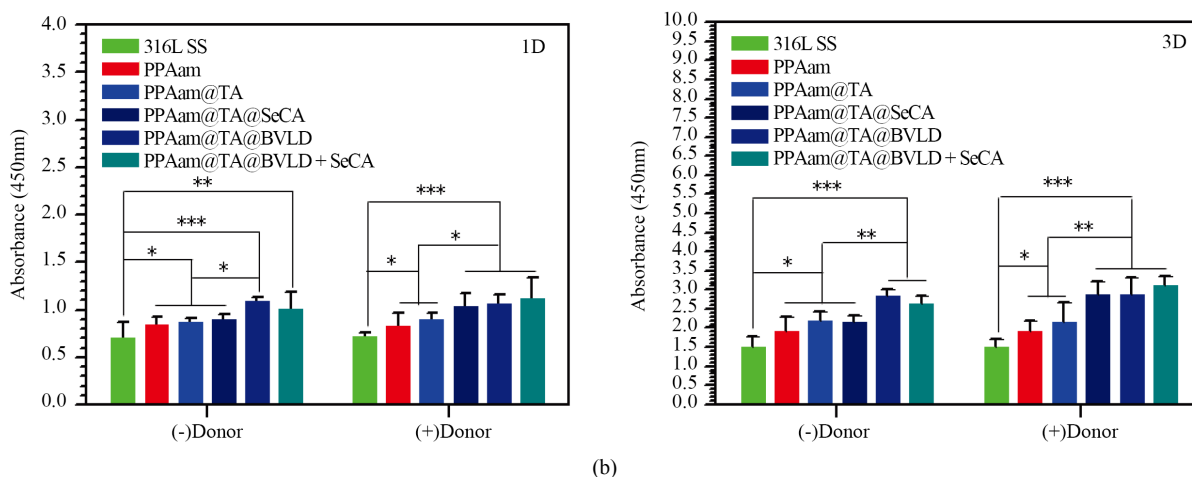 4.0
3.5
3.0
2.5
2.0
1.5
1.0
0.5
0.0
Absorbance (450nm)
1D
316L SS
PPAam
PPAam@TA
PPAam@TA@SeCA
PPAam@TA@BVLD
PPAam@TA@BVLD + SeCA
**
***
*
*
***
*
*
(-)Donor
(+)Donor
10.0
9.5
9.0
8.5
8.0
7.5
7.0
6.5
6.0
5.5
5.0
4.5
4.0
3.5
3.0
2.5
2.0
1.5
1.0
0.5
0.0
Absorbance (450nm)
3D
316L SS
PPAam
PPAam@TA
PPAam@TA@SeCA
PPAam@TA@BVLD
PPAam@TA@BVLD + SeCA
***
**
*
***
**
*
(-)Donor
(+)Donor
(b)